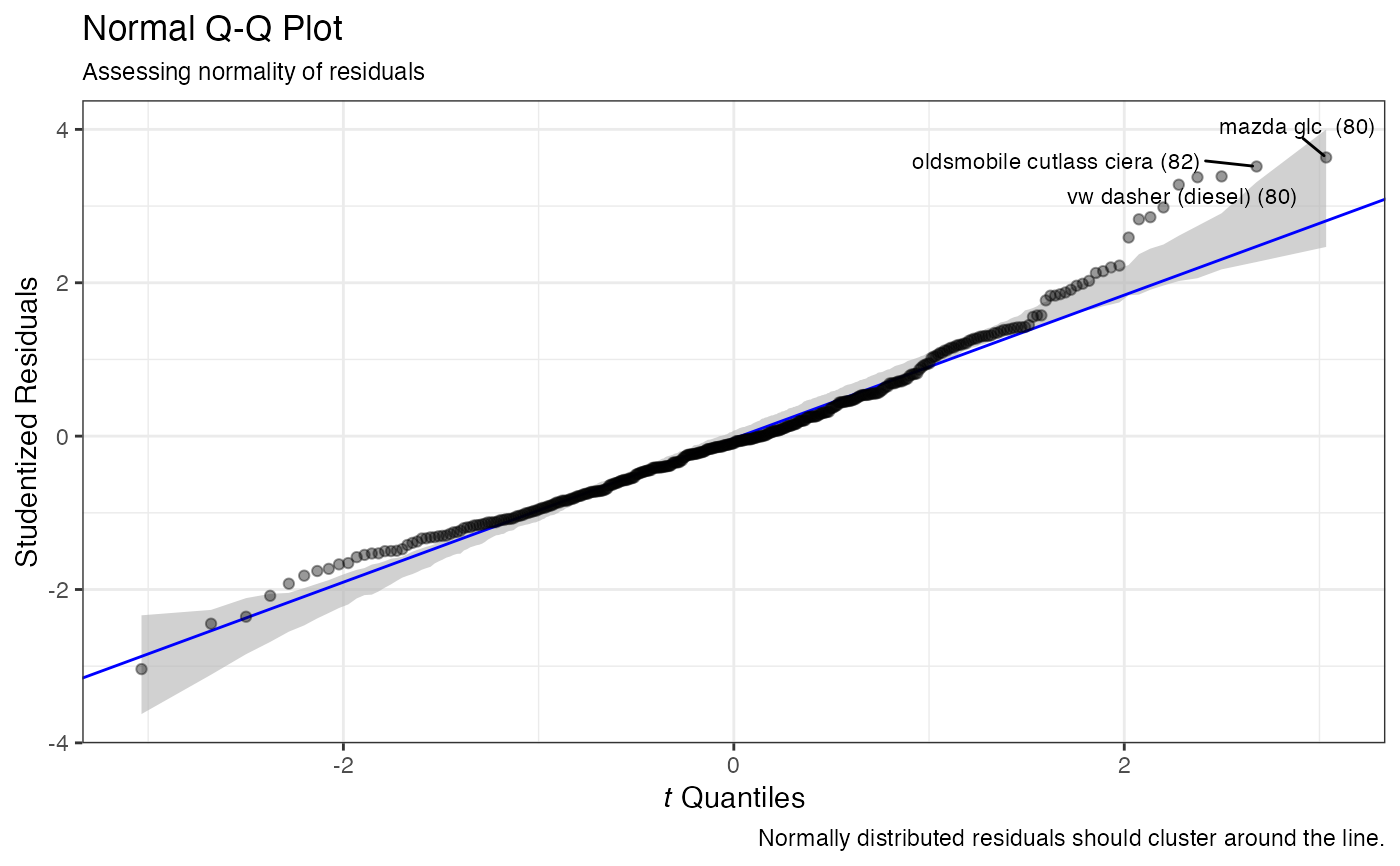 Normal Q-Q Plot
Assessing normality of residuals
4
mazda glc  (80)
oldsmobile cutlass ciera (82)
vw dasher (diesel) (80)
2
0
-2
-4
Studentized Residuals
-2
0
2
t Quantiles
Normally distributed residuals should cluster around the line.